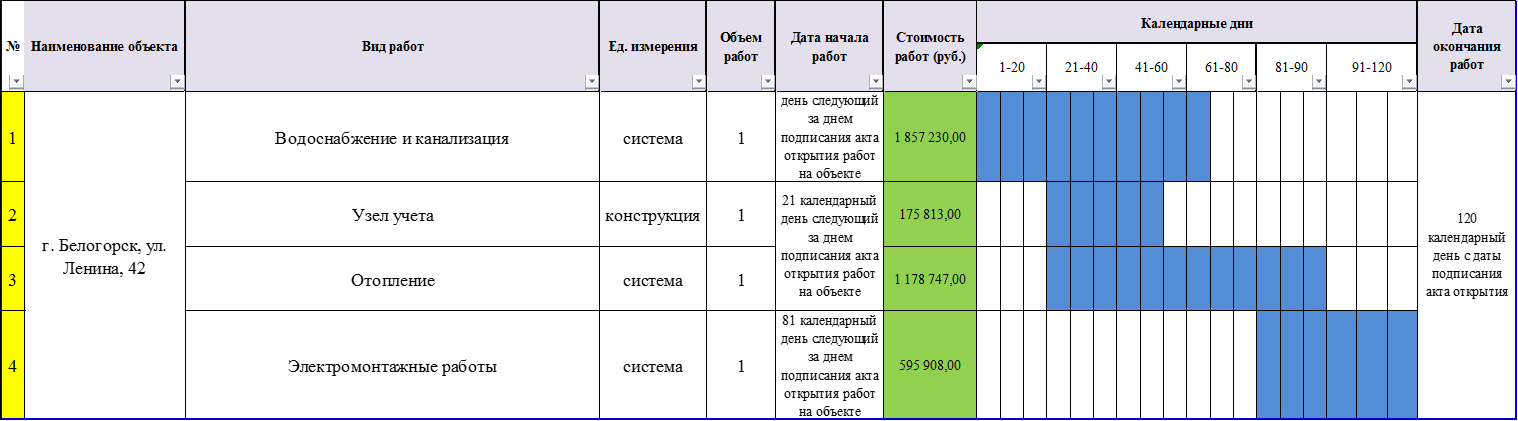 №
Наименование объекта
Вид работ
Ед. измерения
Объем
работ
Дата начала
работ
Стоимость
работ (руб.)
Календарные дни
1-20
21-40
41-60
61-80
81-90
91-120
Дата
окончания
работ
1
г. Белогорск, ул.
Ленина, 42
Водоснабжение и канализация
система
1
день следующий
за днем
подписания акта
открытия работ
на объекте
1 857 230,00
2
Узел учета
конструкция
1
21 календарный
день следующий
за днем
подписания акта
открытия работ
на объекте
175 813,00
3
Отопление
система
1
1 178 747,00
4
Электромонтажные работы
система
1
81 календарный
день следующий
за днем
подписания акта
открытия работ
на объекте
595 908,00
120
календарный
день с даты
подписания
акта открытия